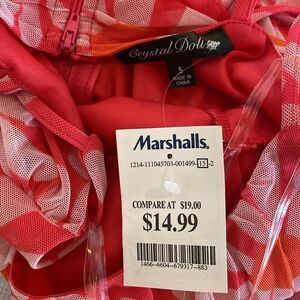 Crystal Dolls
S
MADE IN
CHINA
Marshalls.
1214-111045703-001499-15-2
COMPARE AT $19.00
$14.99
1466-6604-679317-883